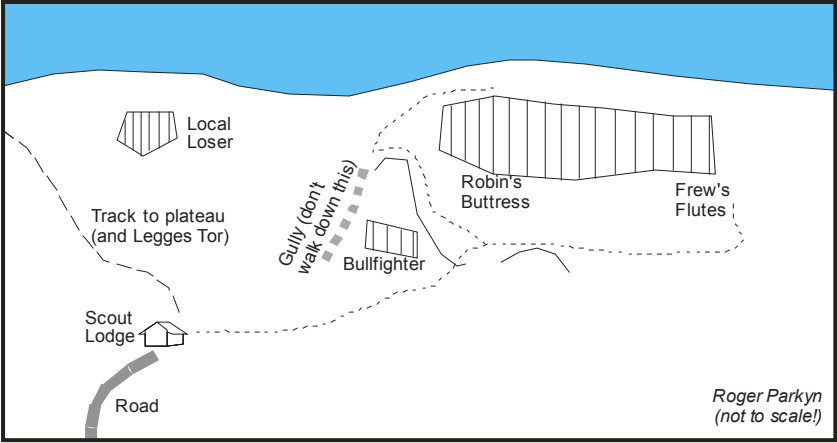 Local
Loser
Robin's
Buttress
Frew's
Flutes
Track to plateau
(and Legges Tor)
Gully (don't
walk down this)
Bullfighter
Scout
Lodge
Road
Roger Parkyn
(not to scale!)